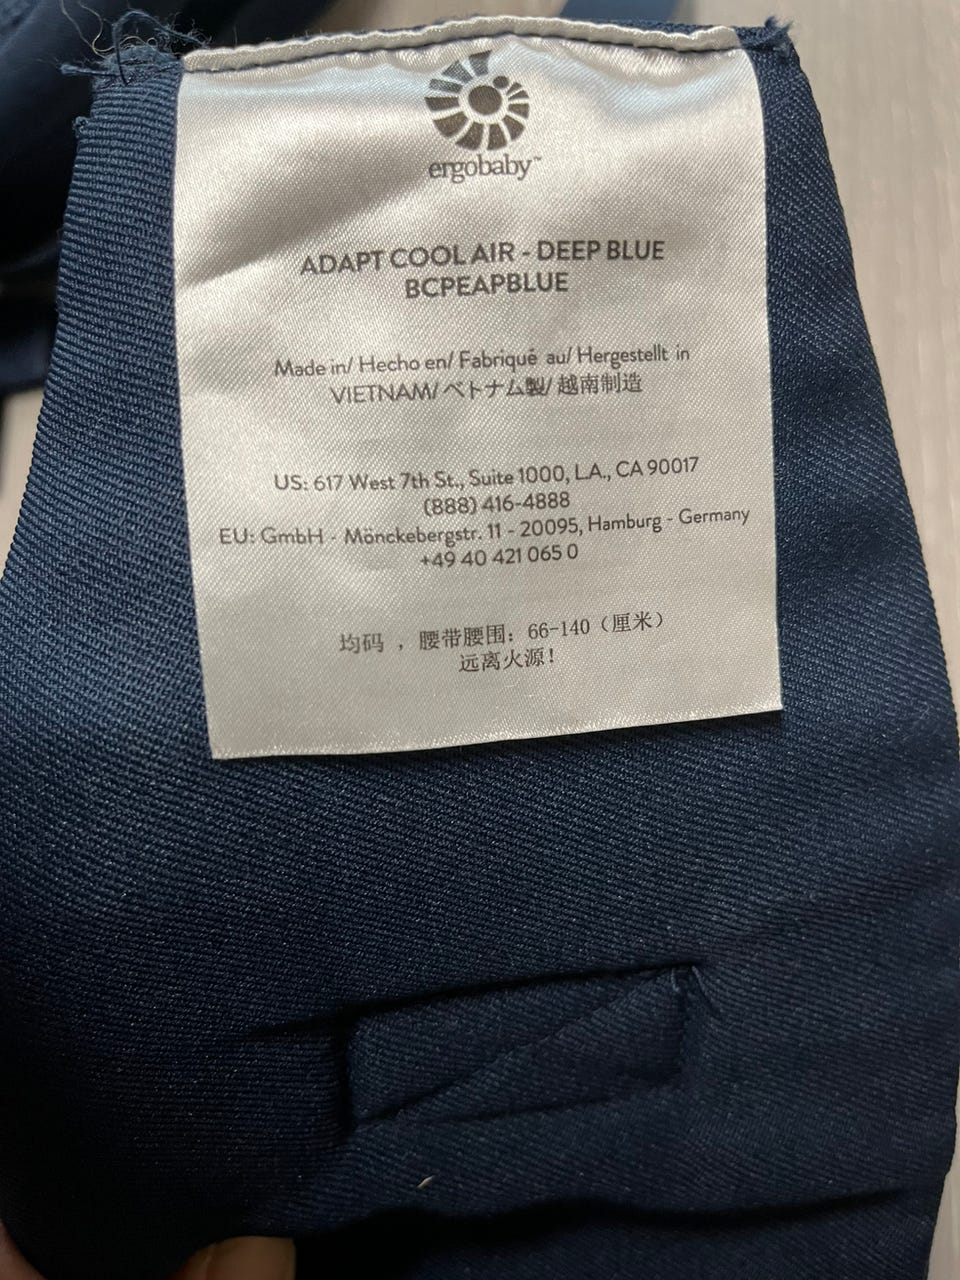 ergobaby™
ADAPT COOL AIR - DEEP BLUE
BCPEAPBLUE
Made in/ Hecho en/ Fabriqué au/ Hergestellt in
VIETNAM/ ベトナム製/ 越南制造
US: 617 West 7th St., Suite 1000, L.A., CA 90017
(888) 416-4888
EU: GmbH - Mönckebergstr. 11 - 20095, Hamburg - Germany
+49 40 421 065 0
均码 ，腰带腰围：66-140（厘米）
远离火源！